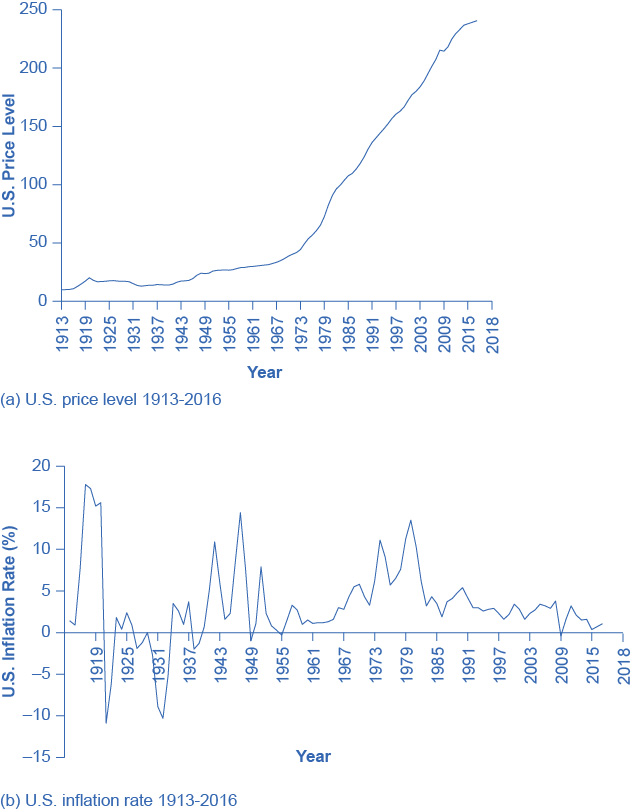 250
200
150
100
50
0
U.S. Price Level
1913 1919 1925 1931 1937 1943 1949 1955 1961 1967 1973 1979 1985 1991 1997 2003 2009 2015 2018
Year
(a) U.S. price level 1913-2016
20
15
10
5
0
–5
–10
–15
U.S. Inflation Rate (%)
1919 1925 1931 1937 1943 1949 1955 1961 1967 1973 1979 1985 1991 1997 2003 2009 2015 2018
Year
(b) U.S. inflation rate 1913-2016